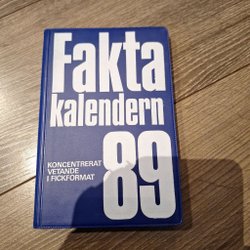 Fakta
kalendern
89
KONCENTRERAT
VETANDE
I FICKFORMAT